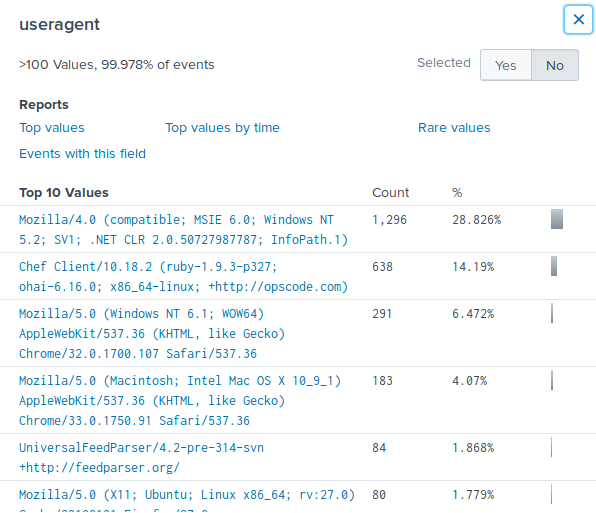 useragent
>100 Values, 99.978% of events
Selected Yes No
Reports
Top values Top values by time Rare values
Events with this field
Top 10 Values Count %
Mozilla/4.0 (compatible; MSIE 6.0; Windows NT 1,296 28.826%
5.2; SV1; .NET CLR 2.0.50727987787; InfoPath.1)
Chef Client/10.18.2 (ruby-1.9.3-p327; 638 14.19%
ohai-6.16.0; x86_64-linux; +http://opscode.com)
Mozilla/5.0 (Windows NT 6.1; WOW64) 291 6.472%
AppleWebKit/537.36 (KHTML, like Gecko)
Chrome/32.0.1700.107 Safari/537.36
Mozilla/5.0 (Macintosh; Intel Mac OS X 10_9_1) 183 4.07%
AppleWebKit/537.36 (KHTML, like Gecko)
Chrome/33.0.1750.91 Safari/537.36
UniversalFeedParser/4.2-pre-314-svn 84 1.868%
+http://feedparser.org/
Mozilla/5.0 (X11; Ubuntu; Linux x86_64; rv:27.0) 80 1.779%